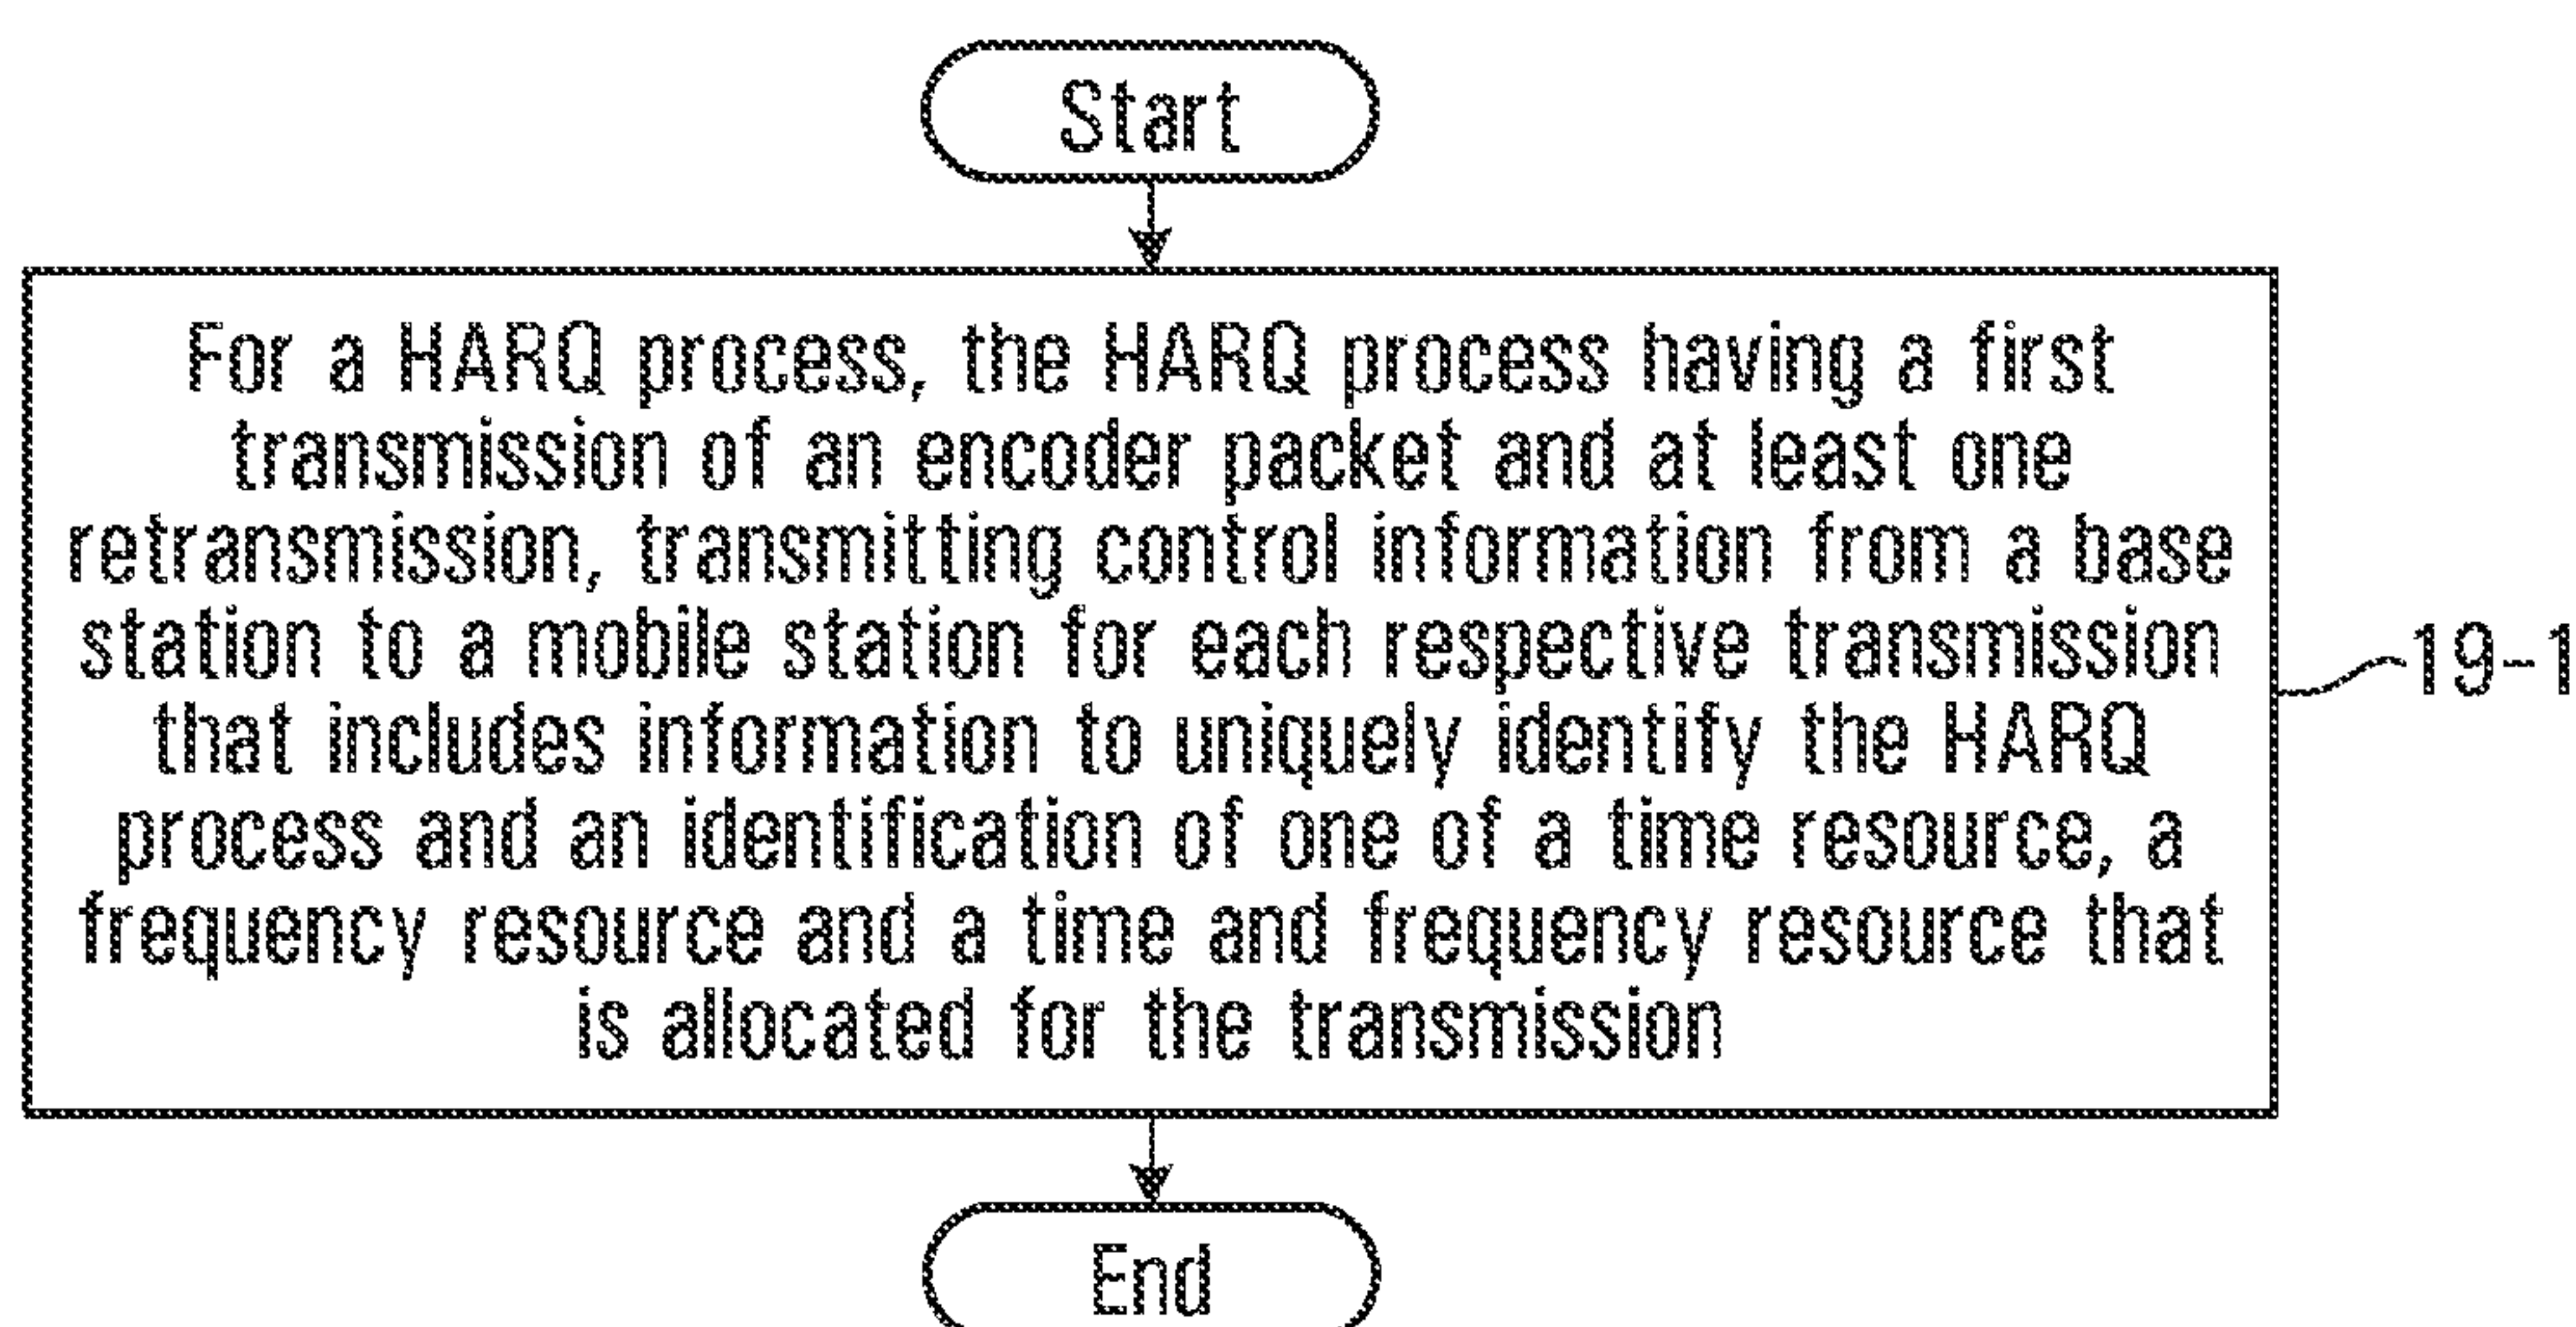 Start
For a HARQ process, the HARQ process having a first
transmission of an encoder packet and at least one
retransmission, transmitting control information from a base
station to a mobile station for each respective transmission
that includes information to uniquely identify the HARQ
process and an identification of one of a time resource, a
frequency resource and a time and frequency resource that
is allocated for the transmission
19-1
End